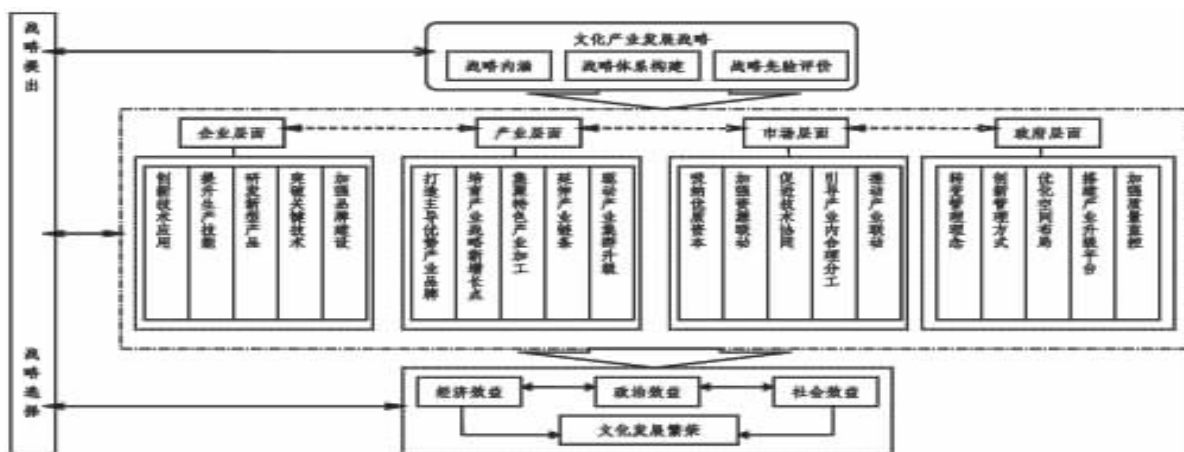 战略提出
文化产业发展战略
战略内涵
战略体系构建
战略先验评价
企业层面
产业层面
市场层面
政府层面
创新技术应用
提升生产技能
研发新型产品
突破关键技术
加强品牌建设
打造主导优势产业品牌
培育产业战略新增长点
集聚特色产业加工
延伸产业链条
驱动产业集群升级
吸纳优质资本
加强资源联动
促进技术协同
引导产业内合理分工
推动产业联动
转变管理理态
创新管理方式
优化空间布局
搭建产业升级平台
加强质量监控
战略选择
经济效益
政治效益
社会效益
文化发展繁荣